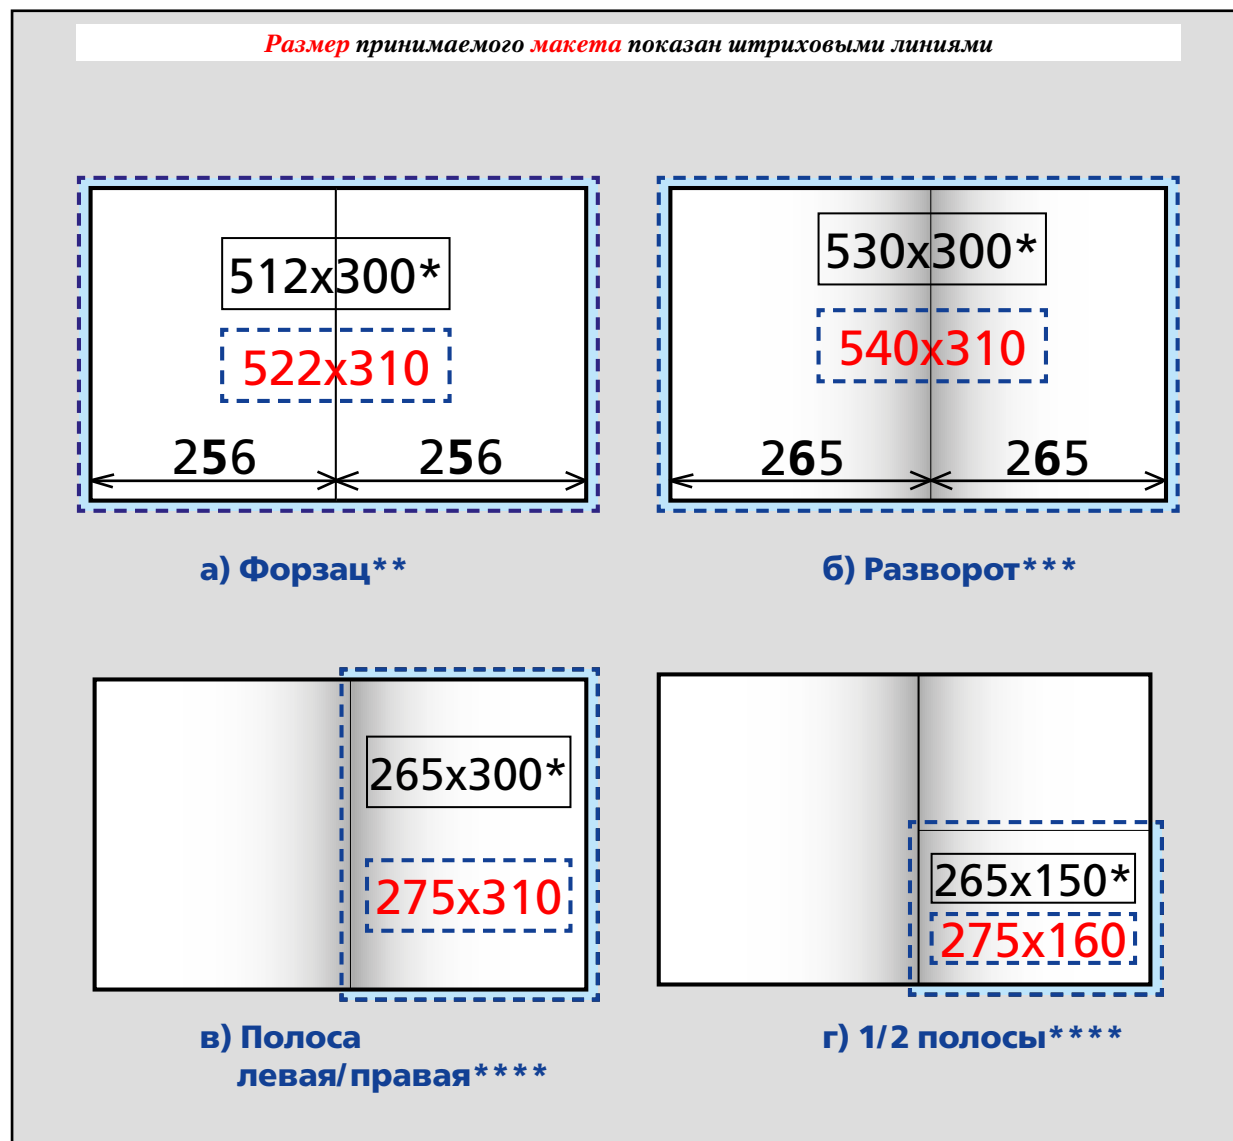 Размер принимаемого макета показан штриховыми линиями
512x300*
522x310
256 256
а) Форзац**
530x300*
540x310
265 265
б) Разворот***
265x300*
275x310
в) Полоса
левая/правая****
265x150*
275x160
г) 1/2 полосы****